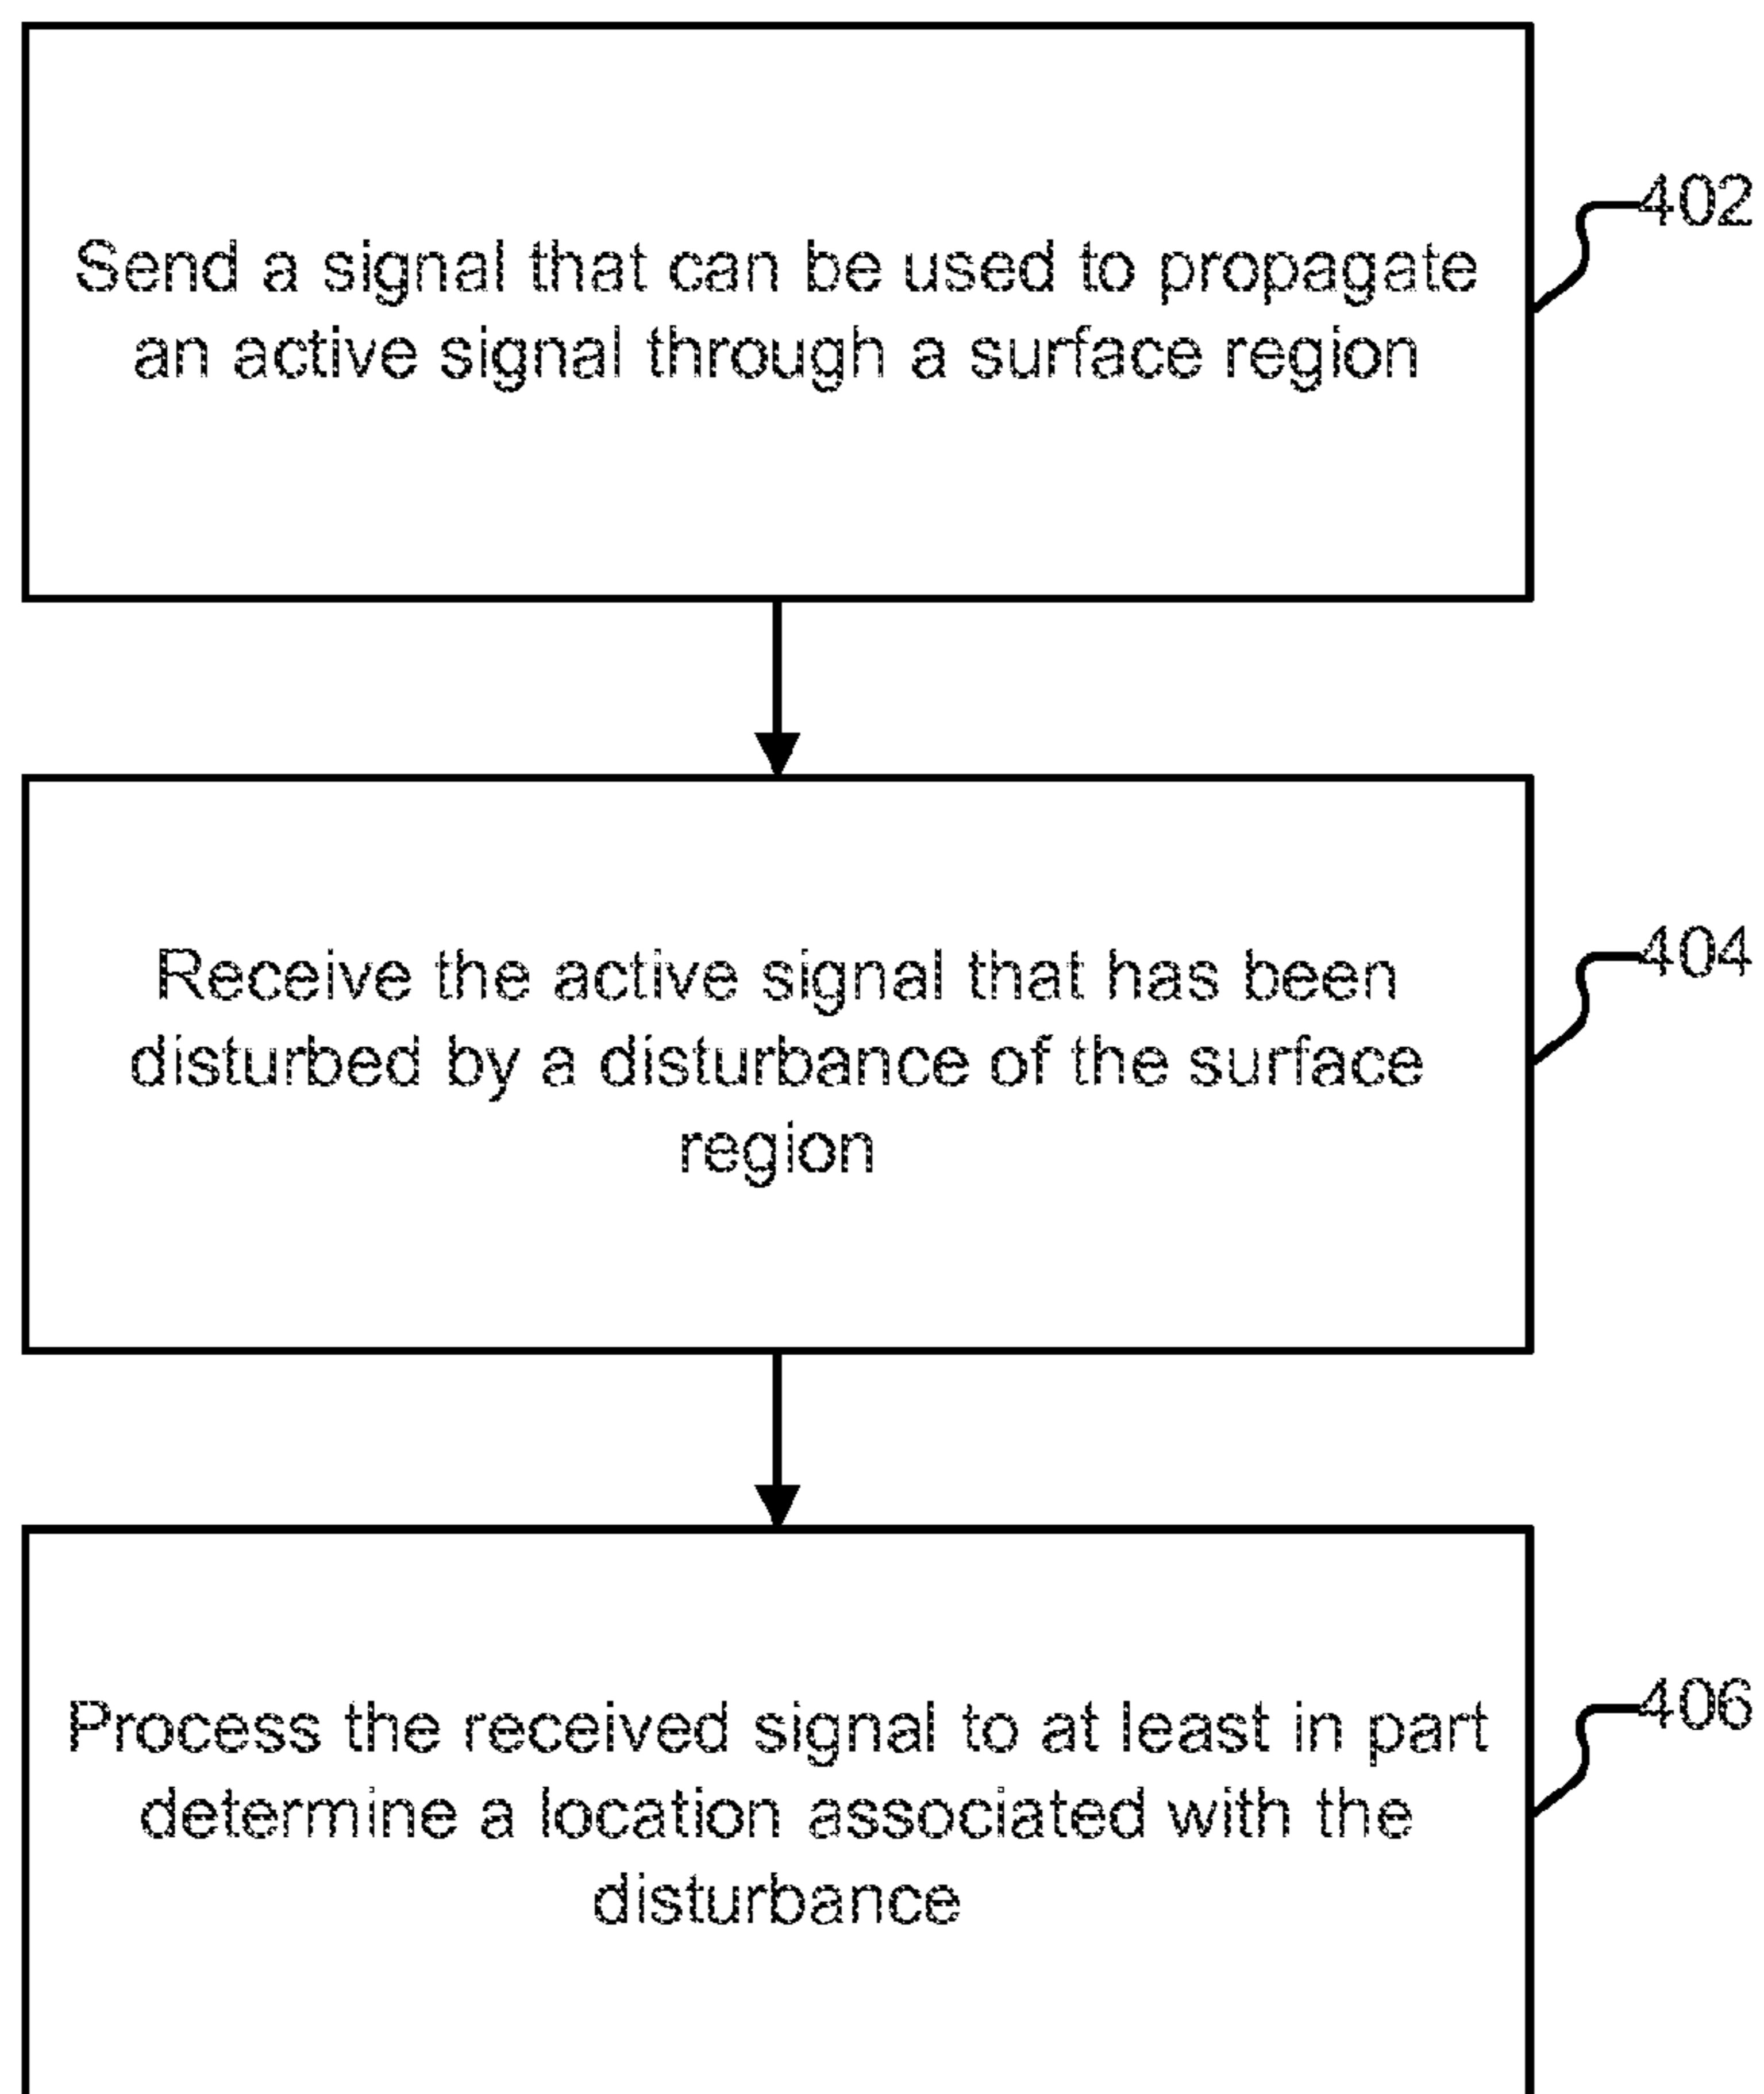 402
Send a signal that can be used to propagate
an active signal through a surface region
404
Receive the active signal that has been
disturbed by a disturbance of the surface
region
406
Process the received signal to at least in part
determine a location associated with the
disturbance